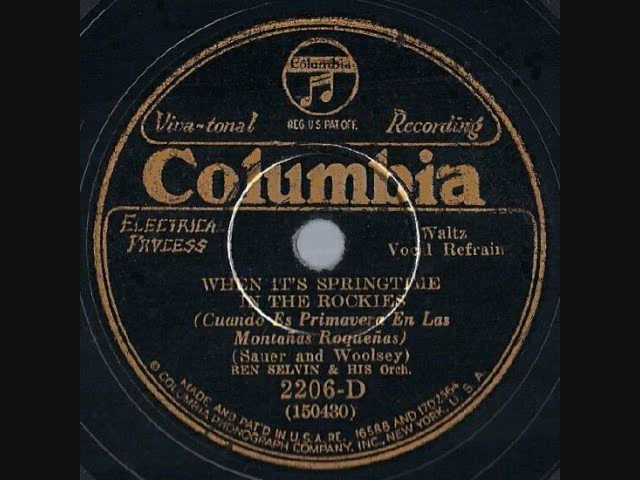 Columbia
REG. U.S. PAT. OFF.
Viva-tonal Recording
Columbia
ELECTRICAL PROCESS
Waltz
Vocal Refrain
WHEN IT'S SPRINGTIME
IN THE ROCKIES
(Cuando Es Primavera En Las
Montañas Roqueñas)
(Sauer and Woolsey)
BEN SELVIN & HIS Orch.
2206-D
(150430)
MADE AND PAT'D IN U.S.A. RE. 16588 AND 1702564
© COLUMBIA PHONOGRAPH COMPANY, INC., NEW YORK, U.S.A.